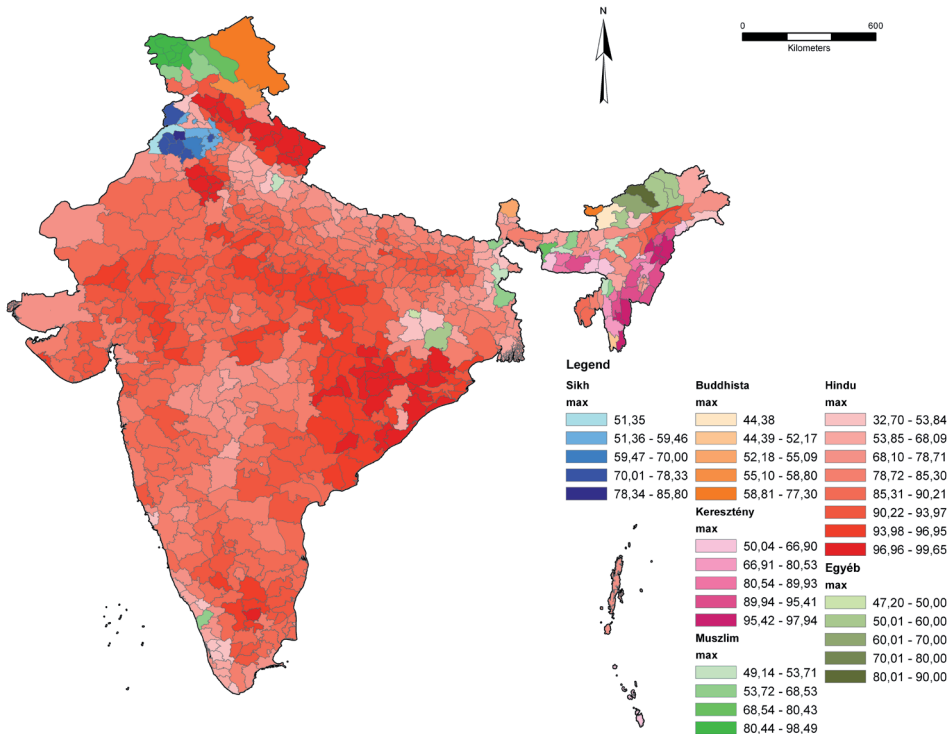 N
0 600
Kilometers
Legend
Sikh
max
51,35
51,36 - 59,46
59,47 - 70,00
70,01 - 78,33
78,34 - 85,80
Buddhista
max
44,38
44,39 - 52,17
52,18 - 55,09
55,10 - 58,80
58,81 - 77,30
Keresztény
max
50,04 - 66,90
66,91 - 80,53
80,54 - 89,93
89,94 - 95,41
95,42 - 97,94
Muszlim
max
49,14 - 53,71
53,72 - 68,53
68,54 - 80,43
80,44 - 98,49
Hindu
max
32,70 - 53,84
53,85 - 68,09
68,10 - 78,71
78,72 - 85,30
85,31 - 90,21
90,22 - 93,97
93,98 - 96,95
96,96 - 99,65
Egyéb
max
47,20 - 50,00
50,01 - 60,00
60,01 - 70,00
70,01 - 80,00
80,01 - 90,00